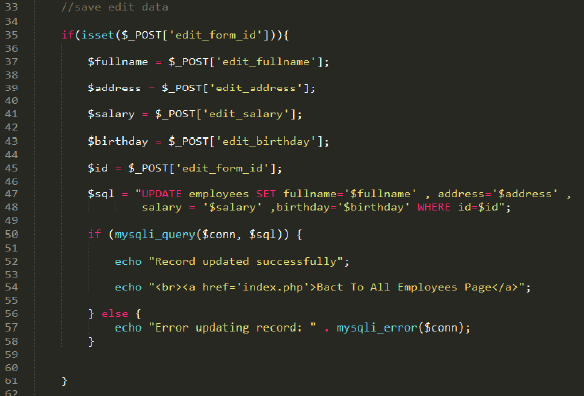 33 //save edit data
34
35 if(isset($_POST['edit_form_id'])){
36
37 $fullname = $_POST['edit_fullname'];
38
39 $address = $_POST['edit_address'];
40
41 $salary = $_POST['edit_salary'];
42
43 $birthday = $_POST['edit_birthday'];
44
45 $id = $_POST['edit_form_id'];
46
47 $sql = "UPDATE employees SET fullname='$fullname' , address='$address' ,
48 salary = '$salary' ,birthday='$birthday' WHERE id=$id";
49
50 if (mysqli_query($conn, $sql)) {
51
52 echo "Record updated successfully";
53
54 echo "<br><a href='index.php'>Bact To All Employees Page</a>";
55
56 } else {
57 echo "Error updating record: " . mysqli_error($conn);
58 }
59
60
61 }
62